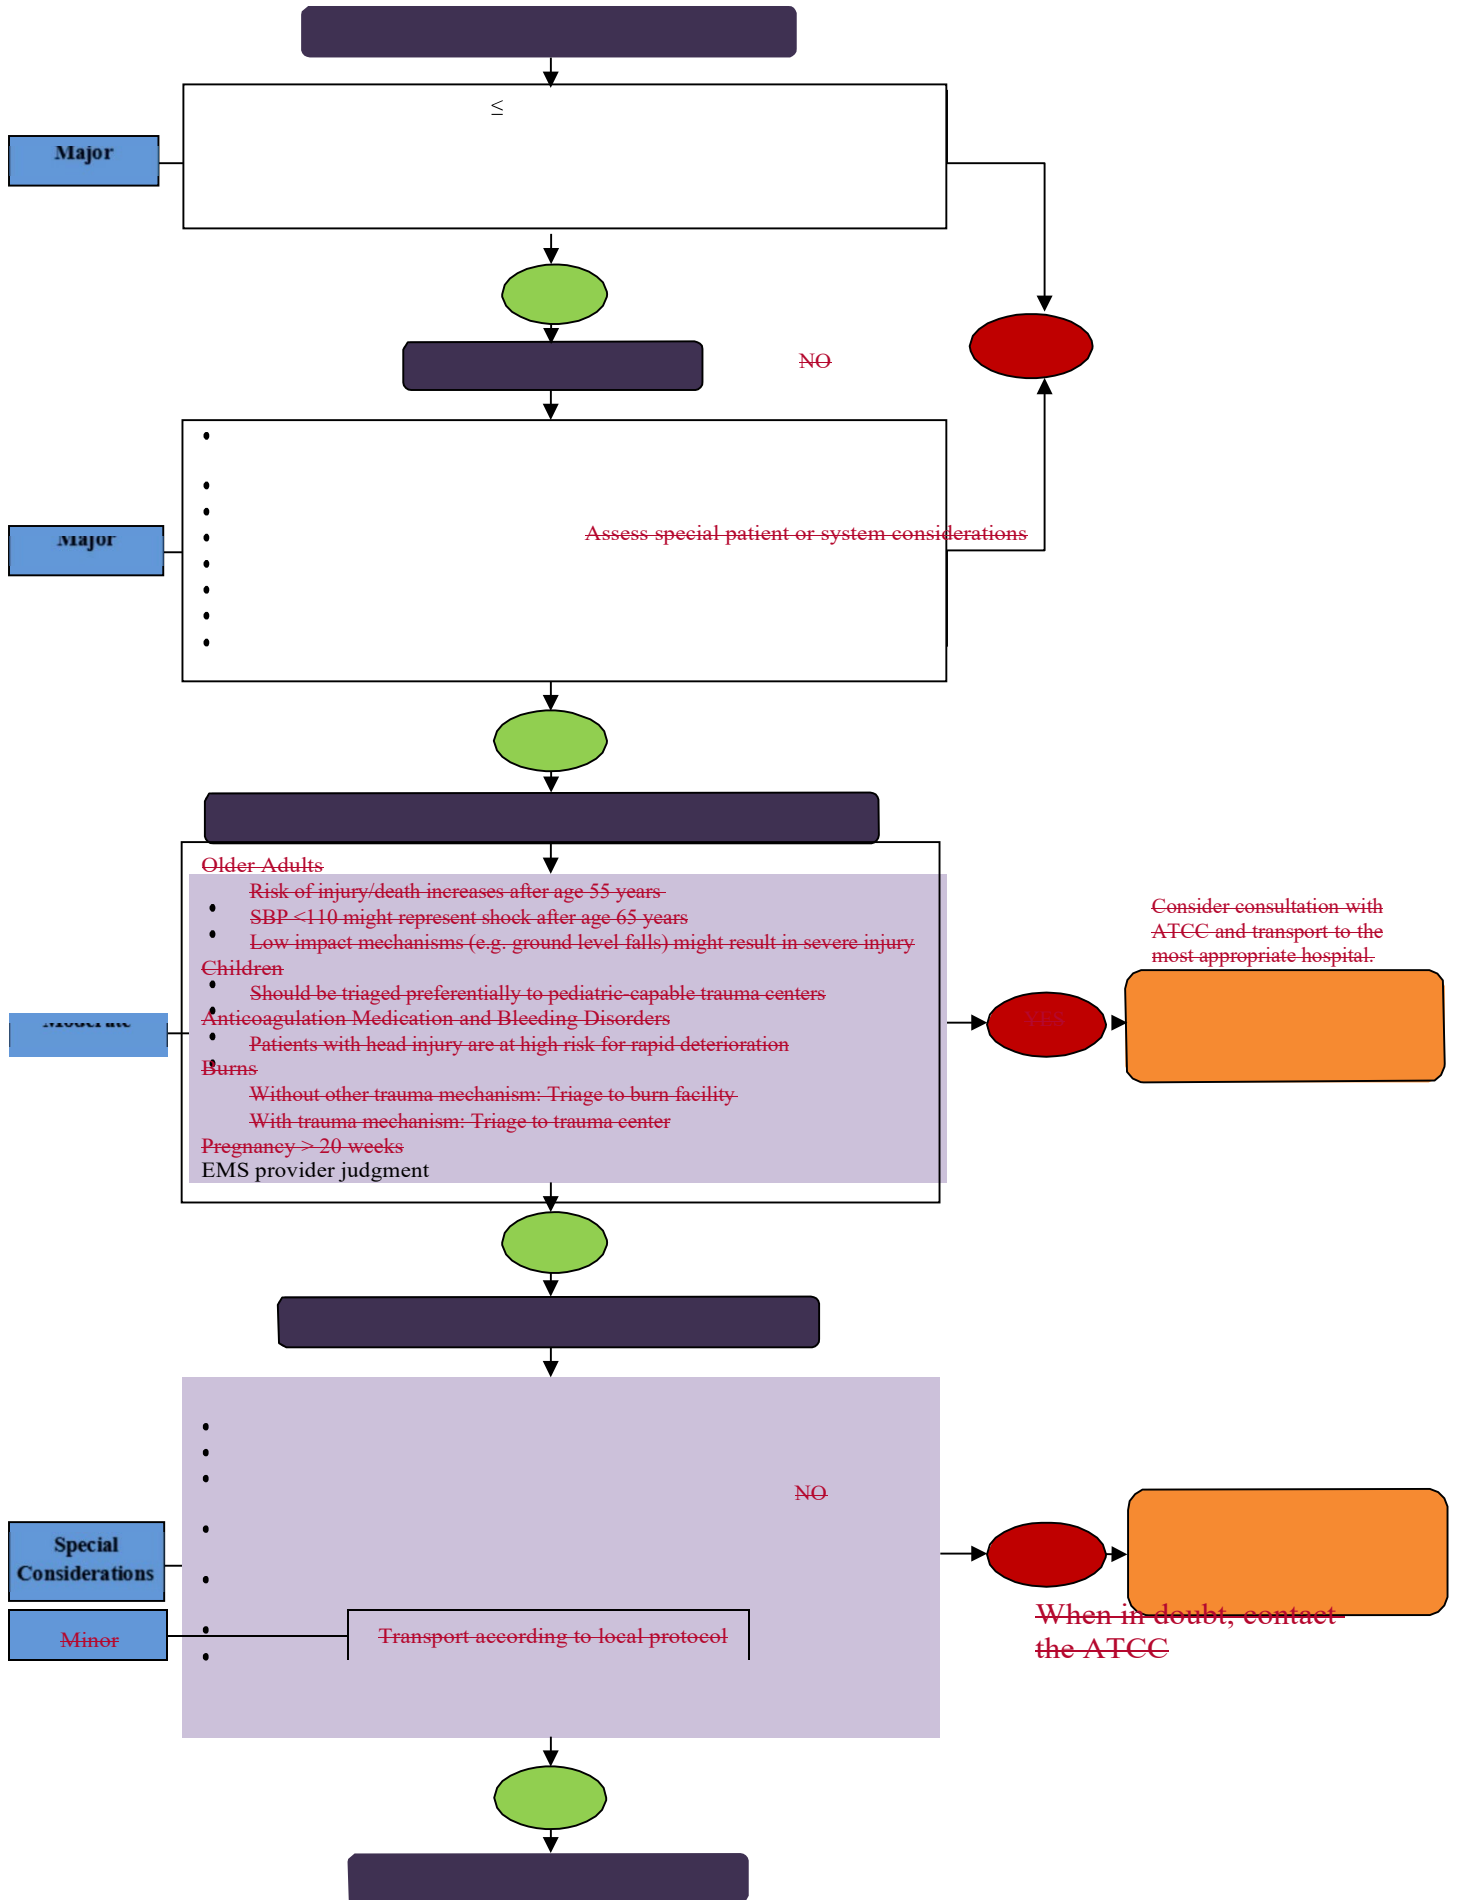 ≤
Major
NO
Major
Assess special patient or system considerations
Older Adults
Risk of injury/death increases after age 55 years
SBP <110 might represent shock after age 65 years
Low impact mechanisms (e.g. ground level falls) might result in severe injury
Children
Should be triaged preferentially to pediatric-capable trauma centers
Anticoagulation Medication and Bleeding Disorders
Patients with head injury are at high risk for rapid deterioration
Burns
Without other trauma mechanism: Triage to burn facility
With trauma mechanism: Triage to trauma center
Pregnancy > 20 weeks
EMS provider judgment
Moderate
YES
Consider consultation with
ATCC and transport to the
most appropriate hospital.
NO
Special
Considerations
Minor
Transport according to local protocol
When in doubt, contact
the ATCC